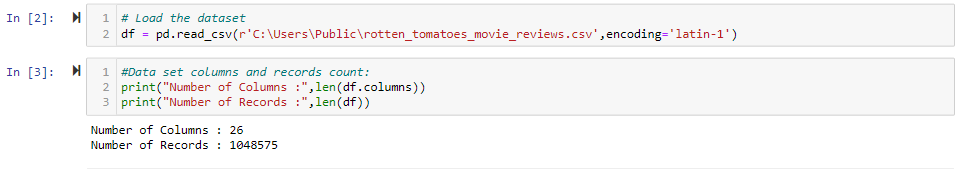 In [2]:
1 # Load the dataset
2 df = pd.read_csv(r'C:\Users\Public\rotten_tomatoes_movie_reviews.csv',encoding='latin-1')
In [3]:
1 #Data set columns and records count:
2 print("Number of Columns :",len(df.columns))
3 print("Number of Records :",len(df))
Number of Columns : 26
Number of Records : 1048575